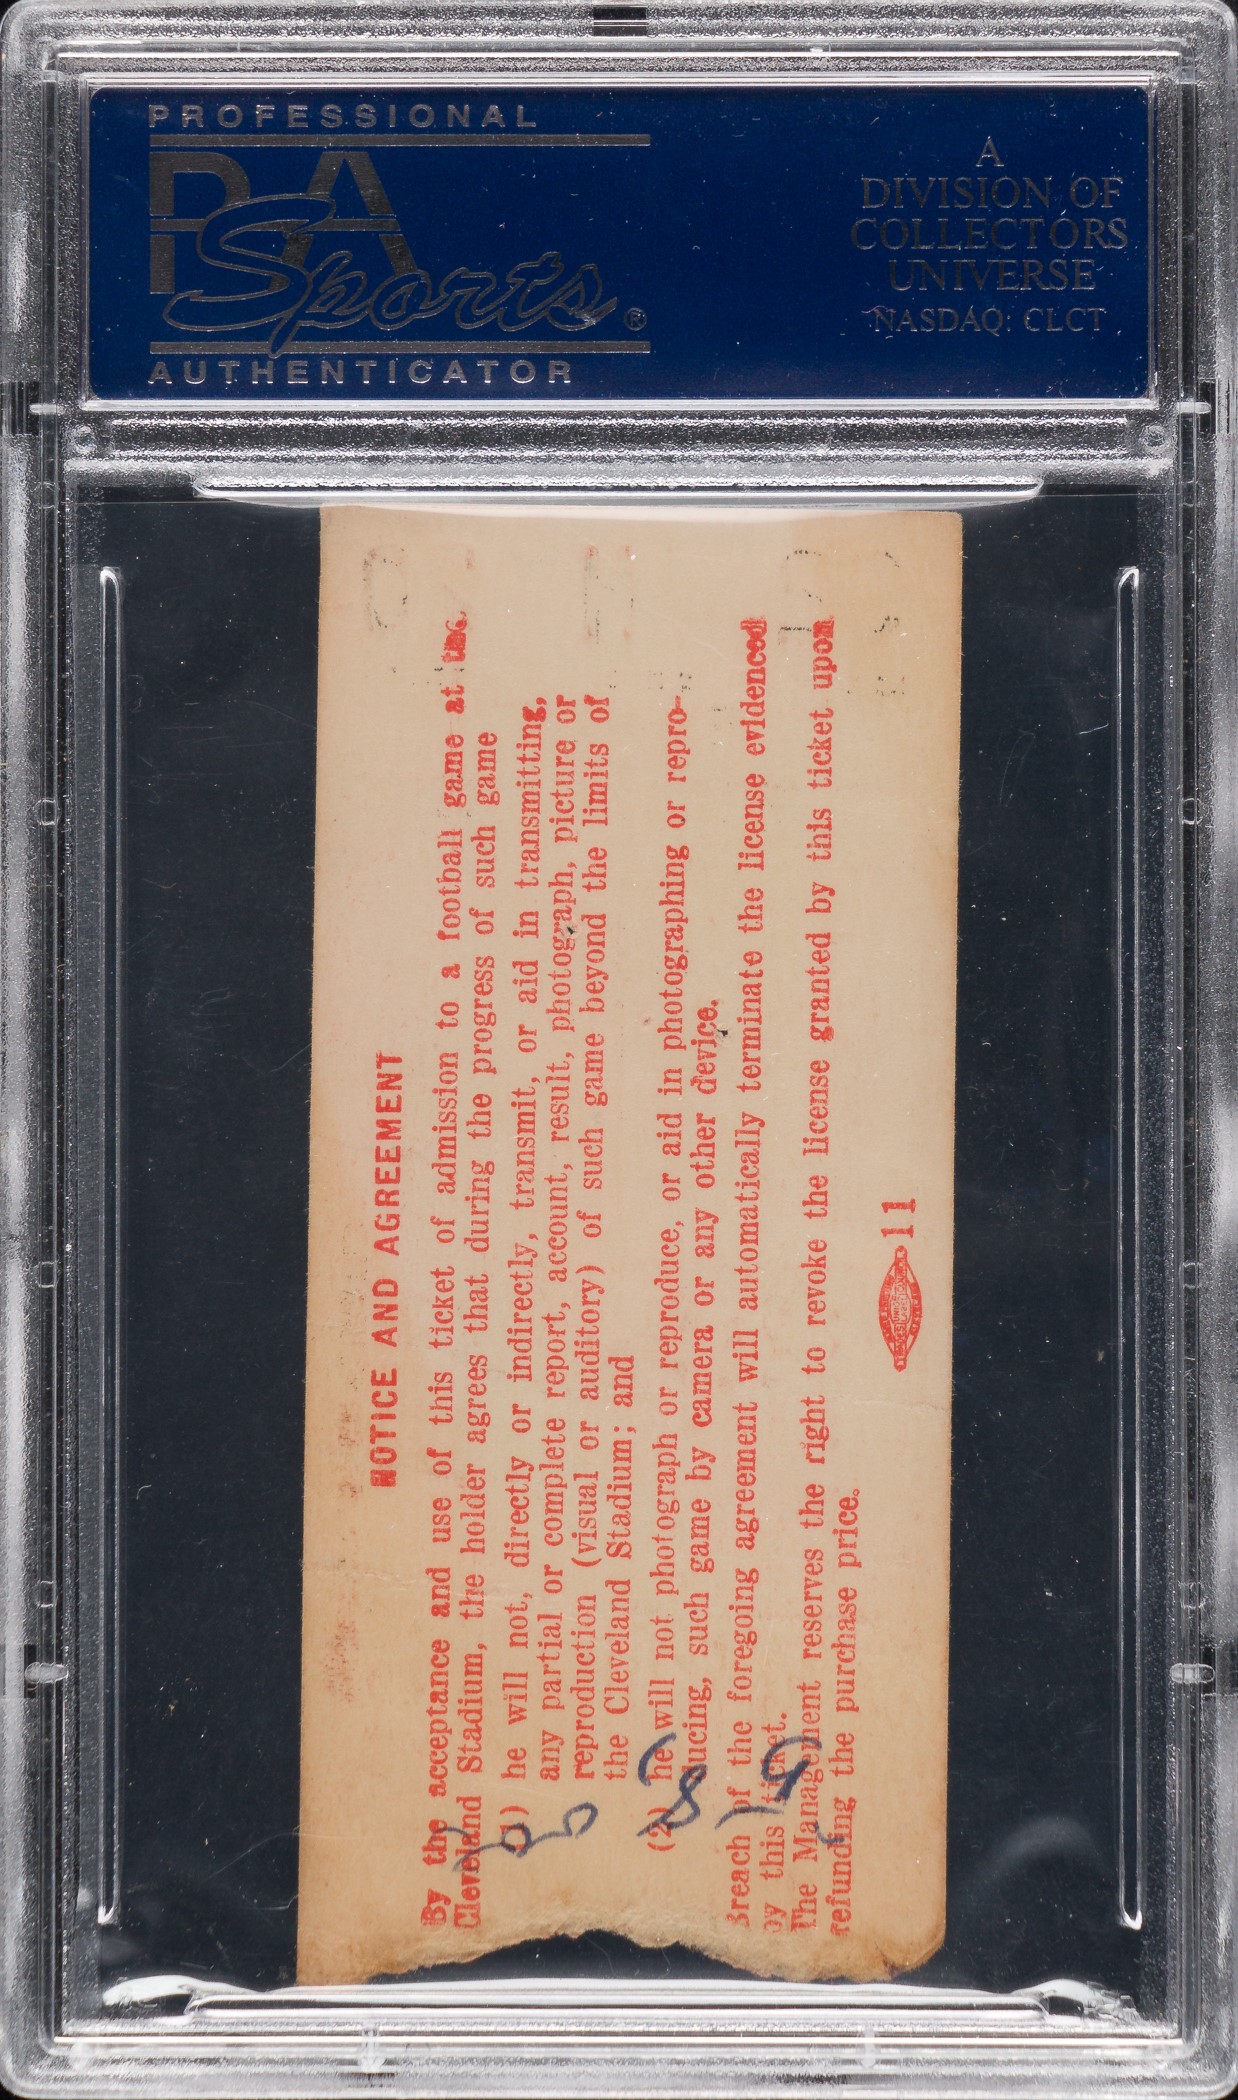 PROFESSIONAL
PSA
Sports®
AUTHENTICATOR
A
DIVISION OF
COLLECTORS
UNIVERSE
NASDAQ: CLCT
NOTICE AND AGREEMENT
By the acceptance and use of this ticket of admission to a football game at the
Cleveland Stadium, the holder agrees that during the progress of such game
(1) he will not, directly or indirectly, transmit, or aid in transmitting,
any partial or complete report, account, result, photograph, picture or
reproduction (visual or auditory) of such game beyond the limits of
the Cleveland Stadium; and
(2) he will not photograph or reproduce, or aid in photographing or repro-
ducing, such game by camera or any other device.
Breach of the foregoing agreement will automatically terminate the license evidenced
by this ticket.
The Management reserves the right to revoke the license granted by this ticket upon
refunding the purchase price.
11